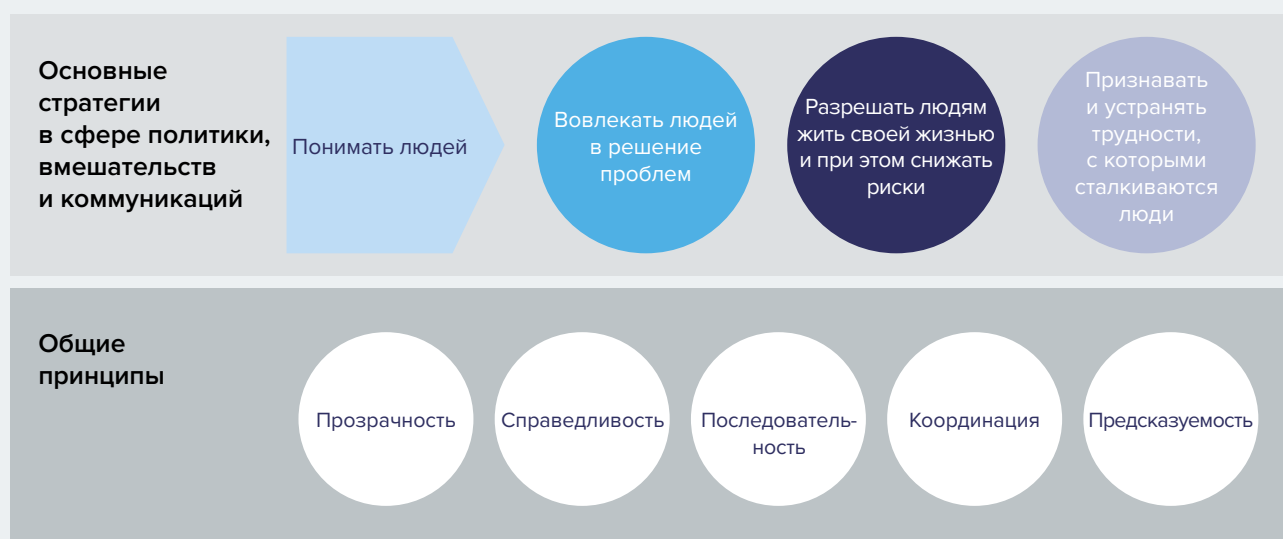 Основные
стратегии
в сфере политики,
вмешательств
и коммуникаций
Понимать людей
Вовлекать людей
в решение
проблем
Разрешать людям
жить своей жизнью
и при этом снижать
риски
Признавать
и устранять
трудности,
с которыми
сталкиваются
люди
Общие
принципы
Прозрачность
Справедливость
Последователь-
ность
Координация
Предсказуемость